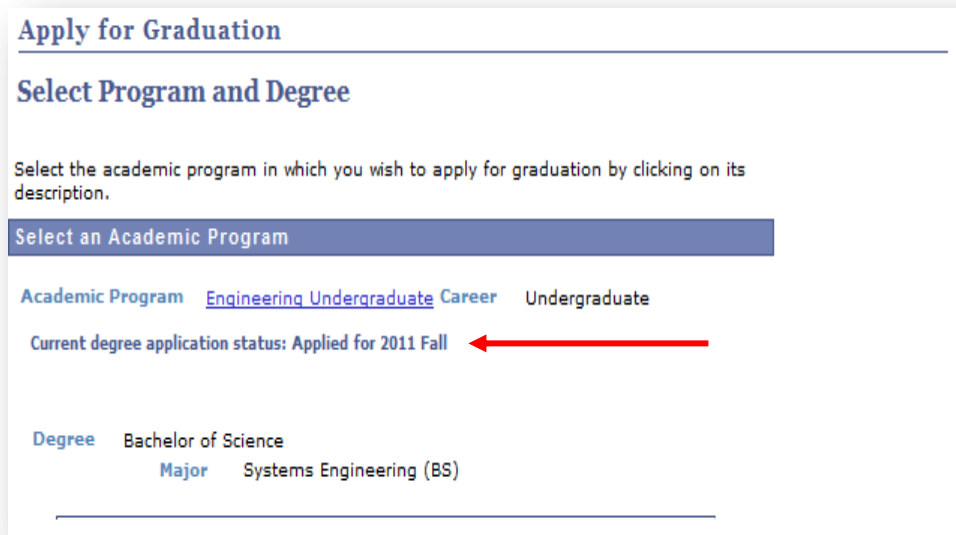 Apply for Graduation
Select Program and Degree
Select the academic program in which you wish to apply for graduation by clicking on its
description.
Select an Academic Program
Academic Program Engineering Undergraduate Career Undergraduate
Current degree application status: Applied for 2011 Fall
Degree Bachelor of Science
Major Systems Engineering (BS)